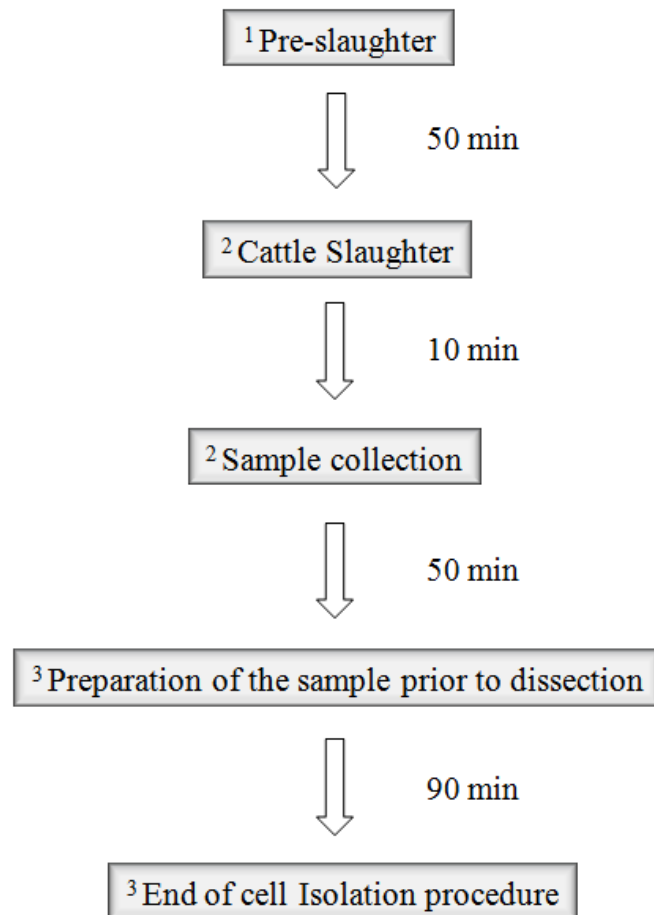 ¹ Pre-slaughter
50 min
² Cattle Slaughter
10 min
² Sample collection
50 min
³ Preparation of the sample prior to dissection
90 min
³ End of cell Isolation procedure